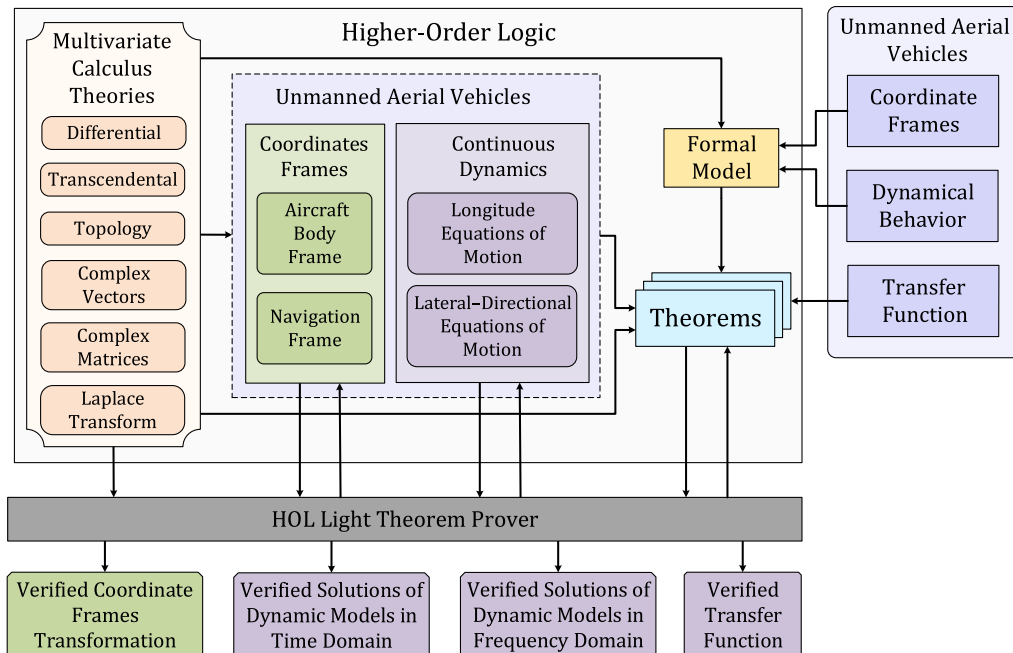 Higher-Order Logic
Multivariate
Calculus
Theories
Differential
Transcendental
Topology
Complex
Vectors
Complex
Matrices
Laplace
Transform
Unmanned Aerial Vehicles
Coordinates
Frames
Aircraft
Body
Frame
Navigation
Frame
Continuous
Dynamics
Longitude
Equations of
Motion
Lateral–Directional
Equations of
Motion
Formal
Model
Theorems
Unmanned Aerial
Vehicles
Coordinate
Frames
Dynamical
Behavior
Transfer
Function
HOL Light Theorem Prover
Verified Coordinate
Frames
Transformation
Verified Solutions of
Dynamic Models in
Time Domain
Verified Solutions of
Dynamic Models in
Frequency Domain
Verified
Transfer
Function